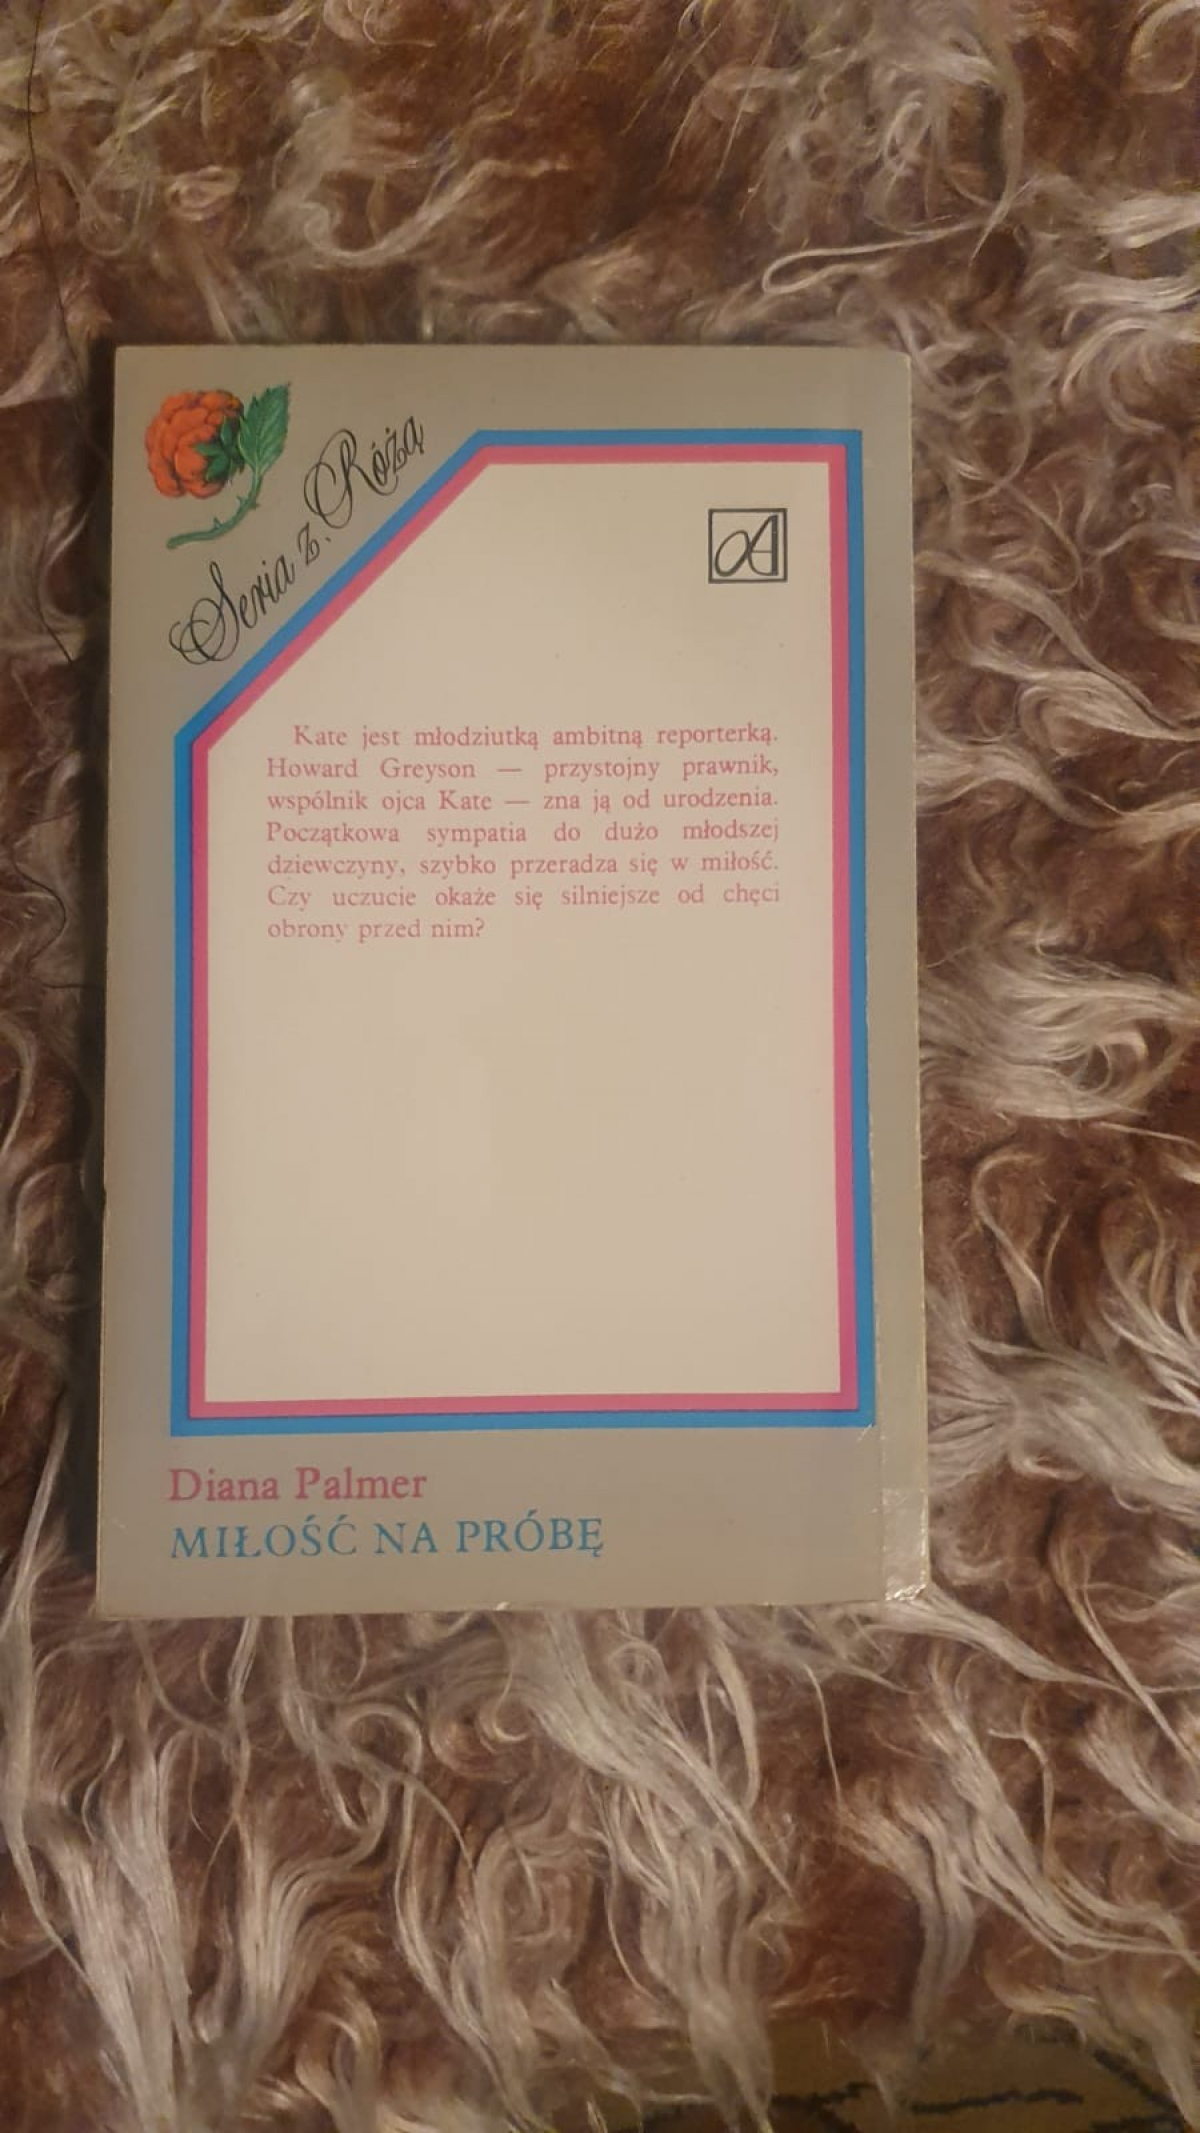 Seria z Różą
A
Kate jest młodziutką ambitną reporterką.
Howard Greyson — przystojny prawnik,
wspólnik ojca Kate — zna ją od urodzenia.
Początkowa sympatia do dużo młodszej
dziewczyny, szybko przeradza się w miłość.
Czy uczucie okaże się silniejsze od chęci
obrony przed nim?
Diana Palmer
MIŁOŚĆ NA PRÓBĘ